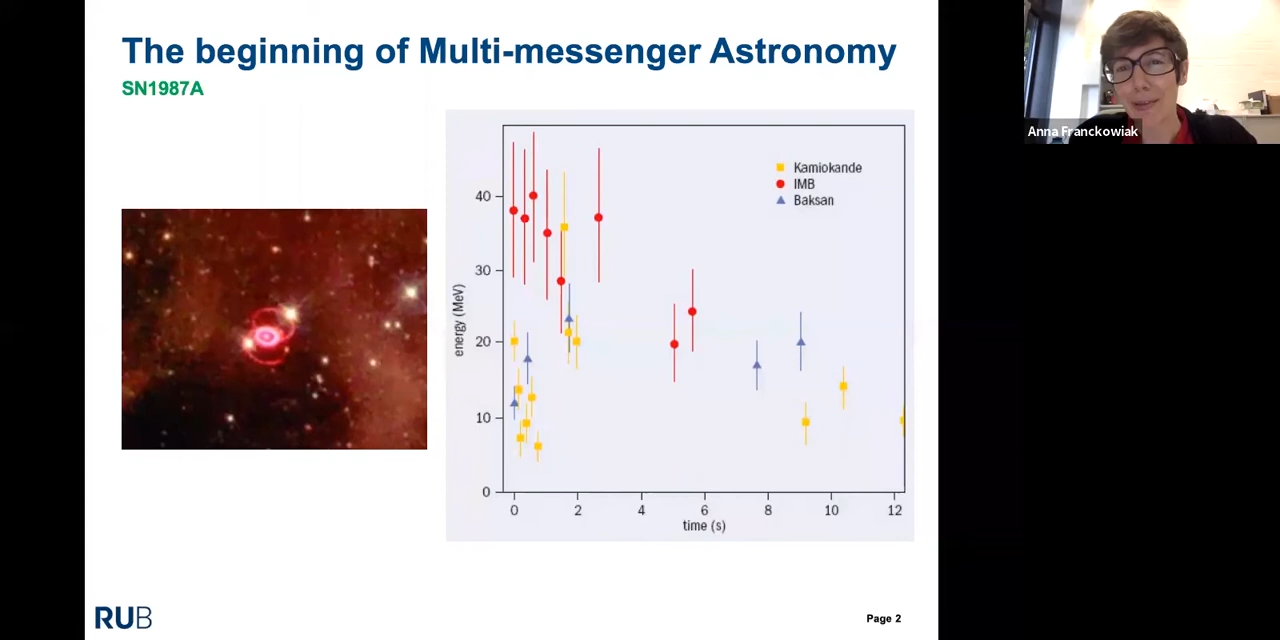 The beginning of Multi-messenger Astronomy
SN1987A
Anna Franckowiak
Kamiokande
IMB
Baksan
40
30
20
10
0
energy (MeV)
0 2 4 6 8 10 12
time (s)
RUB
Page 2